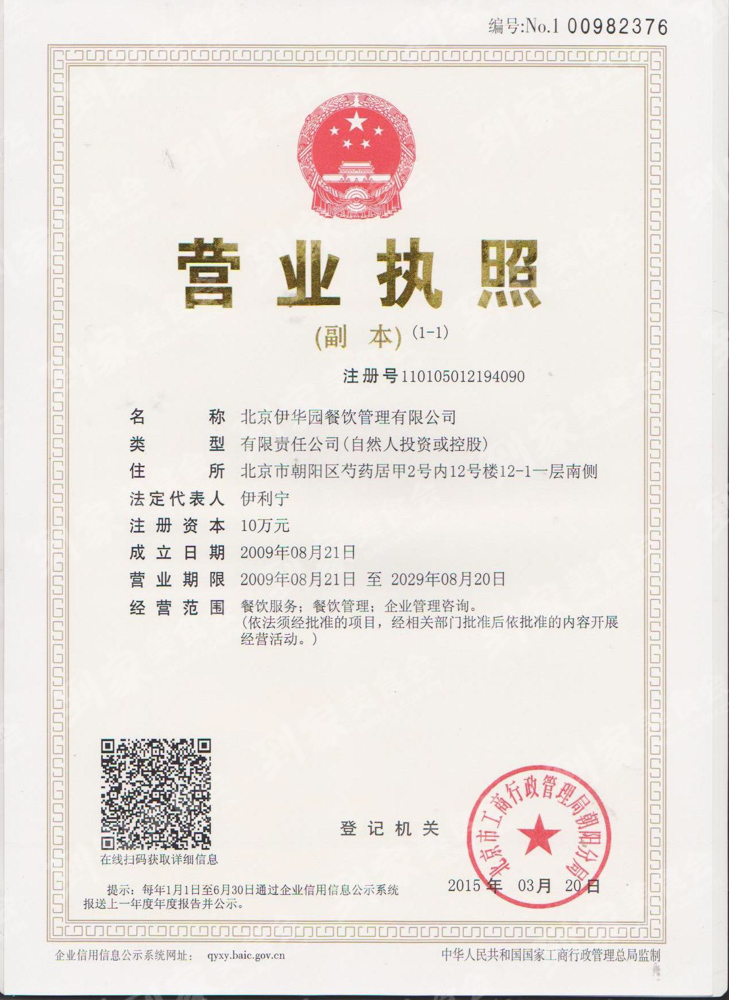 编号:No.1 00982376
营业执照
(副 本) (1-1)
注册号110105012194090
名 称 北京伊华园餐饮管理有限公司
类 型 有限责任公司(自然人投资或控股)
住 所 北京市朝阳区芍药居甲2号内12号楼12-1一层南侧
法定代表人 伊利宁
注册资本 10万元
成立日期 2009年08月21日
营业期限 2009年08月21日 至 2029年08月20日
经营范围 餐饮服务；餐饮管理；企业管理咨询。
(依法须经批准的项目，经相关部门批准后依批准的内容开展
经营活动。)
在线扫码获取详细信息
登记机关
北京市工商行政管理局朝阳分局
2015 年 03月 20日
提示：每年1月1日至6月30日通过企业信用信息公示系统
报送上一年度年度报告并公示。
企业信用信息公示系统网址： qyxy.baic.gov.cn
中华人民共和国国家工商行政管理总局监制